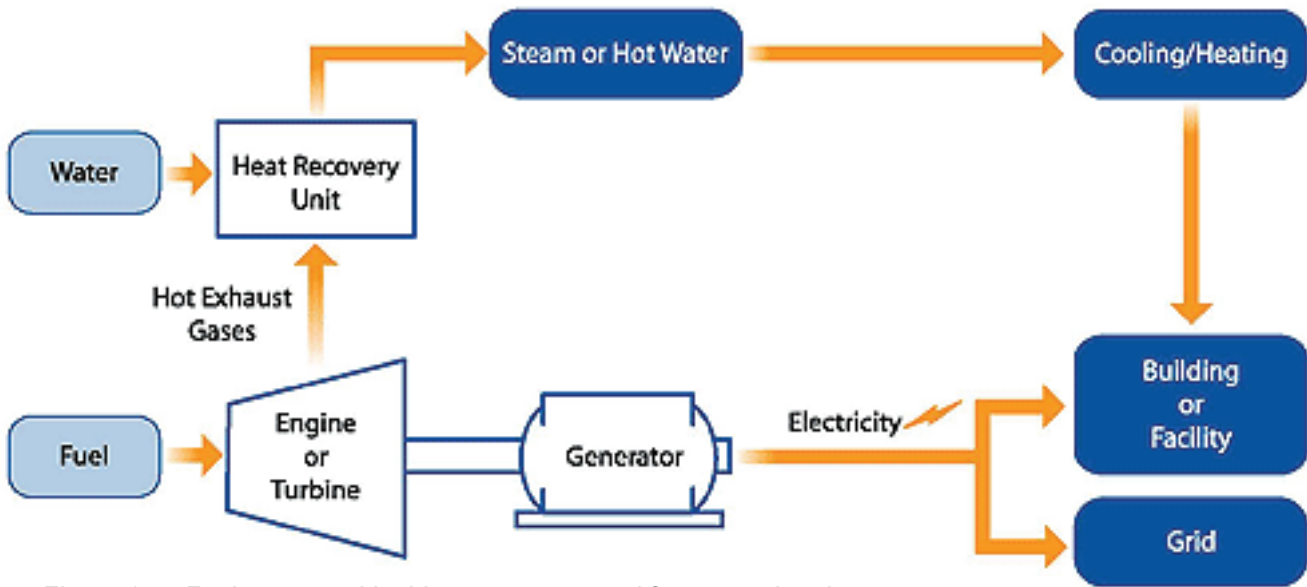 Steam or Hot Water
Cooling/Heating
Water
Heat Recovery
Unit
Hot Exhaust
Gases
Fuel
Engine
or
Turbine
Generator
Electricity
Building
or
Facility
Grid